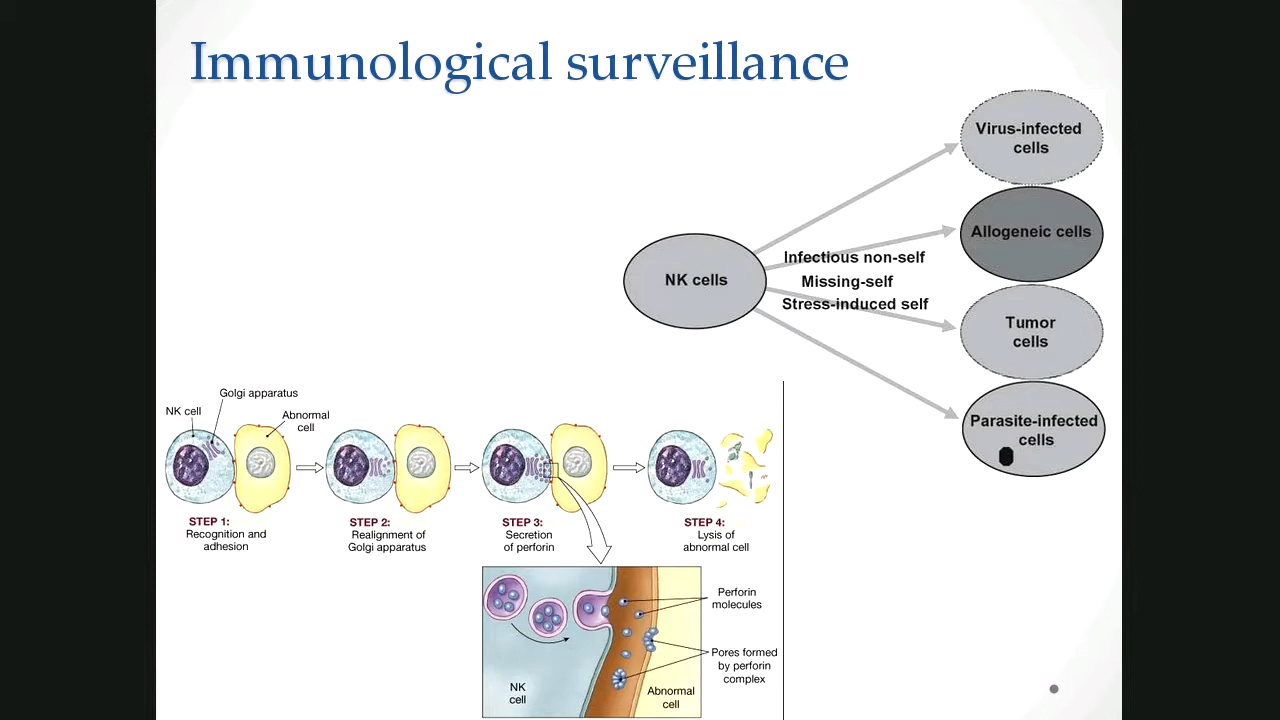 Immunological surveillance
Virus-infected
cells
Allogeneic cells
NK cells
Infectious non-self
Missing-self
Stress-induced self
Tumor
cells
Parasite-infected
cells
Golgi apparatus
NK cell
Abnormal
cell
STEP 1:
Recognition and
adhesion
STEP 2:
Realignment of
Golgi apparatus
STEP 3:
Secretion
of perforin
STEP 4:
Lysis of
abnormal cell
Perforin
molecules
Pores formed
by perforin
complex
NK
cell
Abnormal
cell